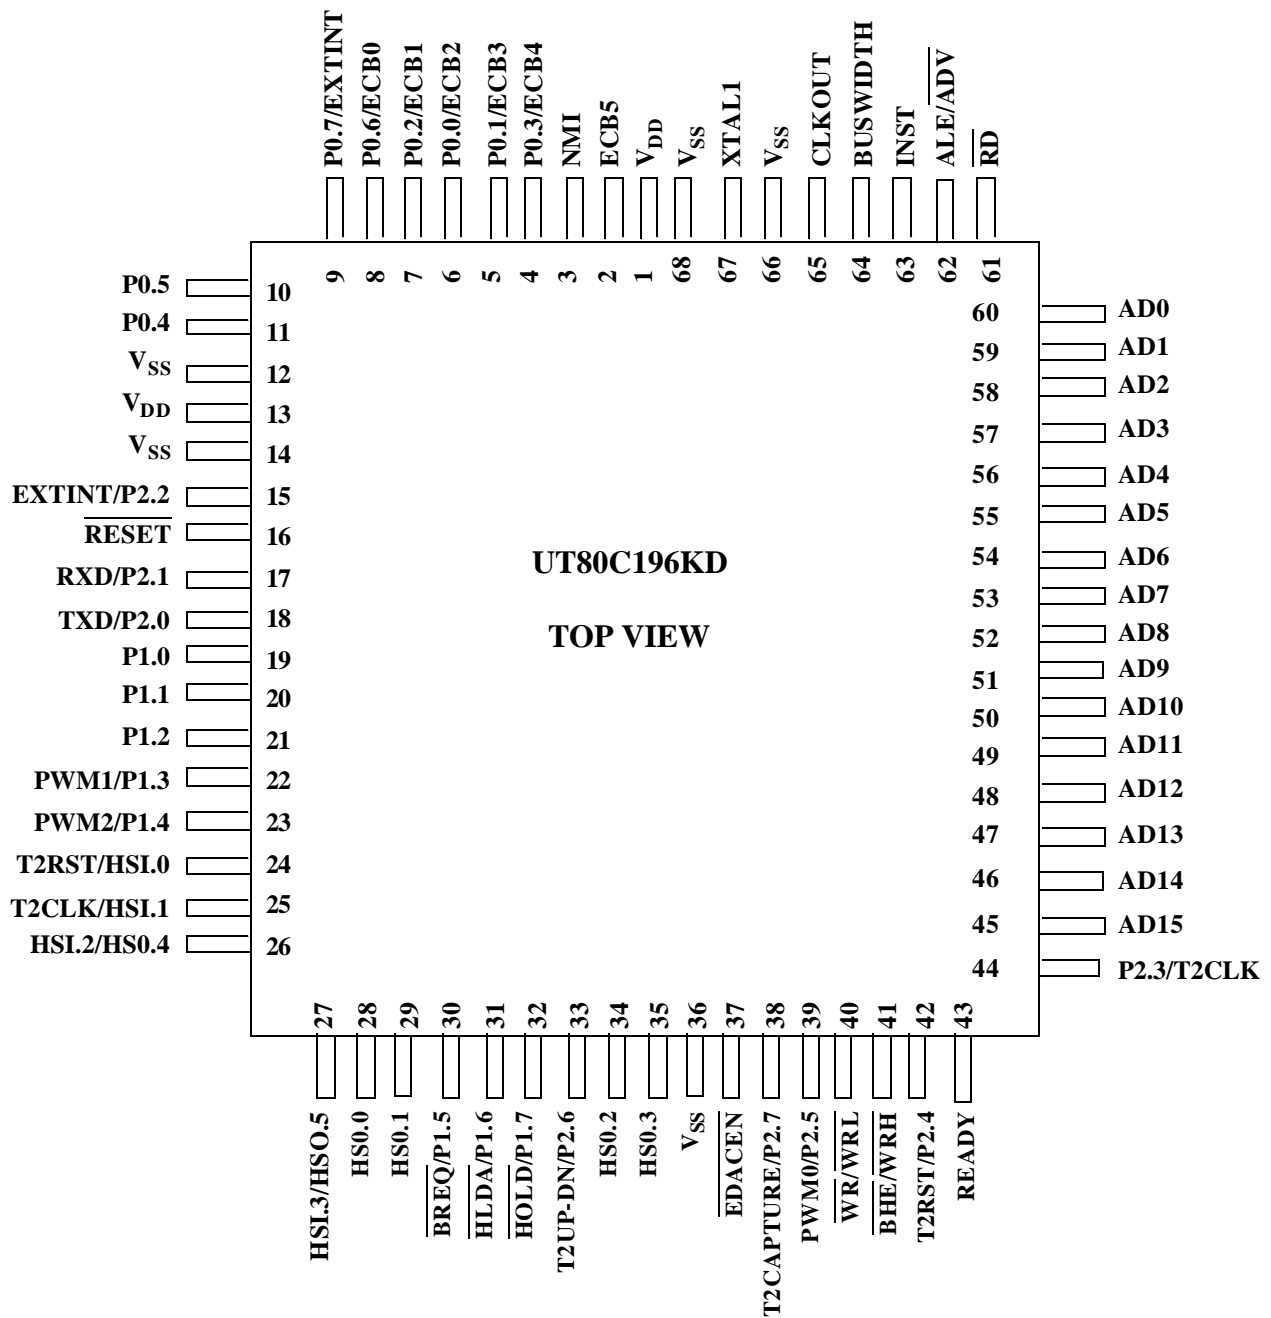 P0.7/EXTINT
P0.6/ECB0
P0.2/ECB1
P0.0/ECB2
P0.1/ECB3
P0.3/ECB4
NMI
ECB5
VDD
VSS
XTAL1
VSS
CLKOUT
BUSWIDTH
INST
ALE/ADV
RD
9 8 7 6 5 4 3 2 1 68 67 66 65 64 63 62 61
P0.5 10
P0.4 11
VSS 12
VDD 13
VSS 14
EXTINT/P2.2 15
RESET 16
RXD/P2.1 17
TXD/P2.0 18
P1.0 19
P1.1 20
P1.2 21
PWM1/P1.3 22
PWM2/P1.4 23
T2RST/HSI.0 24
T2CLK/HSI.1 25
HSI.2/HS0.4 26
UT80C196KD
TOP VIEW
60 AD0
59 AD1
58 AD2
57 AD3
56 AD4
55 AD5
54 AD6
53 AD7
52 AD8
51 AD9
50 AD10
49 AD11
48 AD12
47 AD13
46 AD14
45 AD15
44 P2.3/T2CLK
27 28 29 30 31 32 33 34 35 36 37 38 39 40 41 42 43
HSI.3/HSO.5
HS0.0
HS0.1
BREQ/P1.5
HLDA/P1.6
HOLD/P1.7
T2UP-DN/P2.6
HS0.2
HS0.3
VSS
EDACEN
T2CAPTURE/P2.7
PWM0/P2.5
WR/WRL
BHE/WRH
T2RST/P2.4
READY